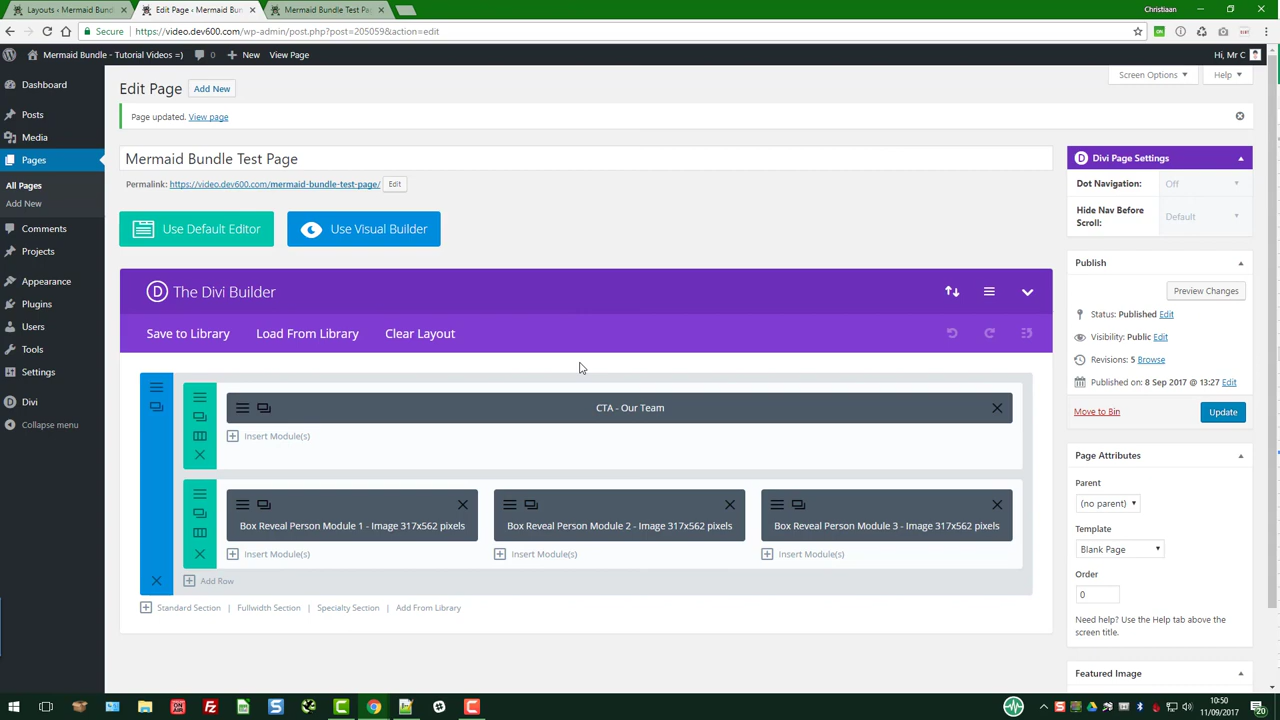 Layouts ‹ Mermaid Bund
Edit Page ‹ Mermaid Bun
Mermaid Bundle Test Pag
Christiaan
Secure
https://video.dev600.com/wp-admin/post.php?post=205059&action=edit
Mermaid Bundle - Tutorial Videos =)
0
New
View Page
Hi, Mr C
Dashboard
Posts
Media
Pages
All Pages
Add New
Comments
Projects
Appearance
Plugins
Users
Tools
Settings
Divi
Collapse menu
Screen Options
Help
Edit Page
Add New
Page updated. View page
Mermaid Bundle Test Page
Permalink: https://video.dev600.com/mermaid-bundle-test-page/ Edit
Use Default Editor
Use Visual Builder
D The Divi Builder
Save to Library
Load From Library
Clear Layout
CTA - Our Team
Insert Module(s)
Box Reveal Person Module 1 - Image 317x562 pixels
Box Reveal Person Module 2 - Image 317x562 pixels
Box Reveal Person Module 3 - Image 317x562 pixels
Insert Module(s)
Insert Module(s)
Insert Module(s)
Add Row
Standard Section | Fullwidth Section | Specialty Section | Add From Library
D Divi Page Settings
Dot Navigation: Off
Hide Nav Before Scroll: Default
Publish
Preview Changes
Status: Published Edit
Visibility: Public Edit
Revisions: 5 Browse
Published on: 8 Sep 2017 @ 13:27 Edit
Move to Bin
Update
Page Attributes
Parent
(no parent)
Template
Blank Page
Order
0
Need help? Use the Help tab above the
screen title.
Featured Image
10:50
11/09/2017
20